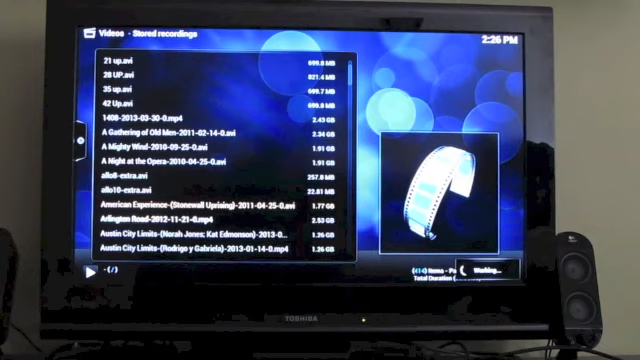 Videos - Stored recordings
2:26 PM
21 up.avi 699.8 MB
28 UP.avi 821.4 MB
35 up.avi 699.7 MB
42 Up.avi 699.8 MB
1408-2013-03-30-0.mp4 2.43 GB
A Gathering of Old Men-2011-02-14-0.avi 2.34 GB
A Mighty Wind-2010-09-25-0.avi 1.91 GB
A Night at the Opera-2010-04-25-0.avi 1.91 GB
allo8-extra.avi 257.8 MB
allo10-extra.avi 22.81 MB
American Experience-(Stonewall Uprising)-2011-04-25-0.avi 1.77 GB
Arlington Road-2012-11-21-0.mp4 2.53 GB
Austin City Limits-(Norah Jones; Kat Edmonson)-2013-0... 1.26 GB
Austin City Limits-(Rodrigo y Gabriela)-2013-01-14-0.mp4 1.26 GB
- ( / )
(414) Items - Pa
Working...
Total Duration
TOSHIBA